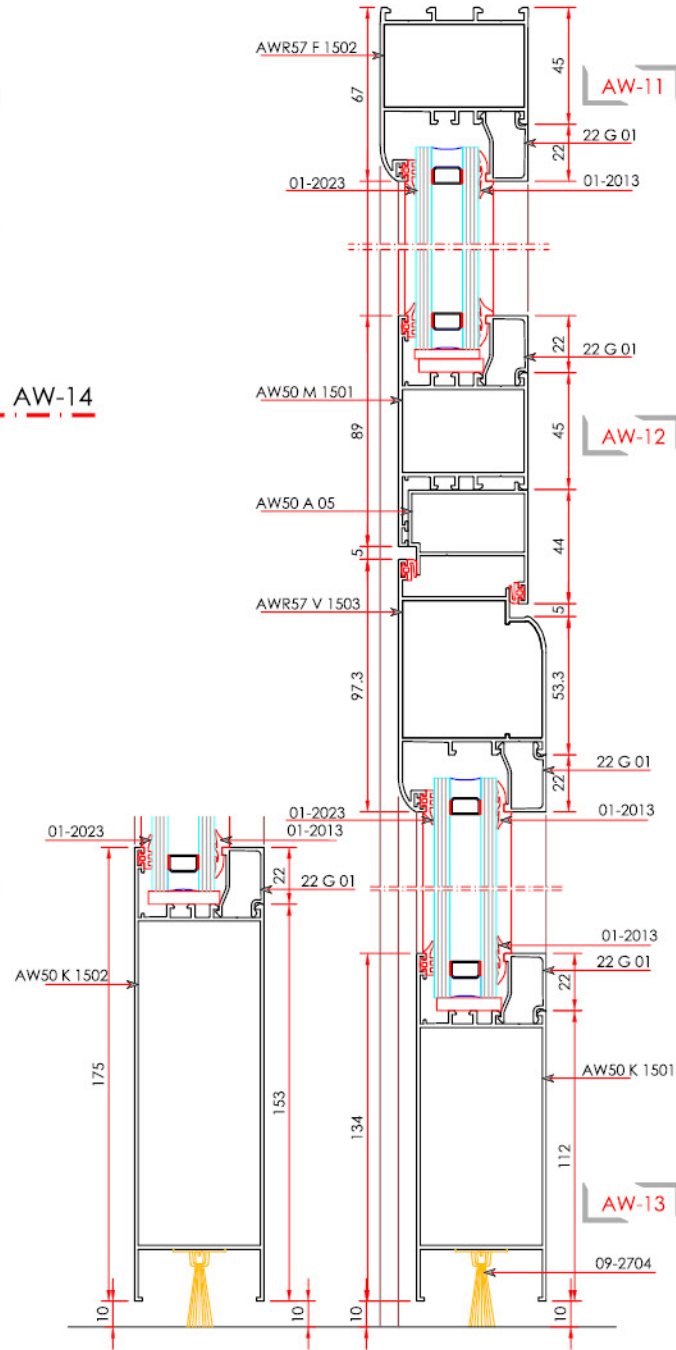 AWR57 F 1502
67
45
AW-11
22 G 01
22
01-2023
01-2013
22
22 G 01
AW-14
AW50 M 1501
89
45
AW-12
AW50 A 05
44
5
5
AWR57 V 1503
97.3
53.3
22 G 01
22
01-2023
01-2013
01-2023
01-2013
22
22 G 01
01-2013
22 G 01
22
AW50 K 1502
AW50 K 1501
175
153
134
112
AW-13
09-2704
10
10
10
10